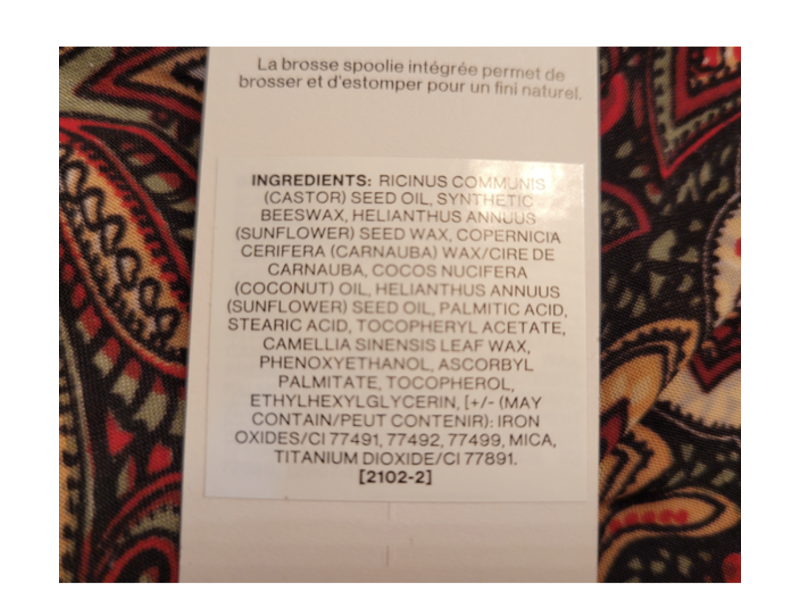 La brosse spoolie intégrée permet de
brosser et d'estomper pour un fini naturel.
INGREDIENTS: RICINUS COMMUNIS
(CASTOR) SEED OIL, SYNTHETIC
BEESWAX, HELIANTHUS ANNUUS
(SUNFLOWER) SEED WAX, COPERNICIA
CERIFERA (CARNAUBA) WAX/CIRE DE
CARNAUBA, COCOS NUCIFERA
(COCONUT) OIL, HELIANTHUS ANNUUS
(SUNFLOWER) SEED OIL, PALMITIC ACID,
STEARIC ACID, TOCOPHERYL ACETATE,
CAMELLIA SINENSIS LEAF WAX,
PHENOXYETHANOL, ASCORBYL
PALMITATE, TOCOPHEROL,
ETHYLHEXYLGLYCERIN, [+/- (MAY
CONTAIN/PEUT CONTENIR): IRON
OXIDES/CI 77491, 77492, 77499, MICA,
TITANIUM DIOXIDE/CI 77891.
[2102-2]